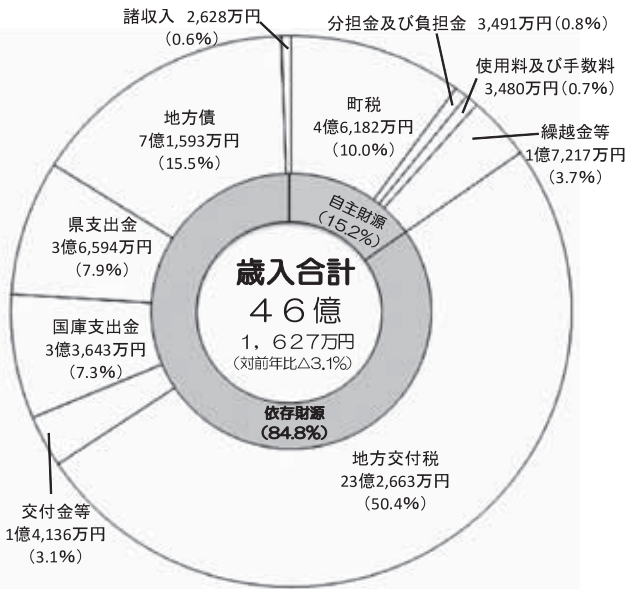 諸収入 2,628万円
(0.6%)
分担金及び負担金 3,491万円(0.8%)
使用料及び手数料
3,480万円(0.7%)
町税
4億6,182万円
(10.0%)
繰越金等
1億7,217万円
(3.7%)
地方債
7億1,593万円
(15.5%)
自主財源
(15.2%)
県支出金
3億6,594万円
(7.9%)
歳入合計
46億
1,627万円
(対前年比△3.1%)
国庫支出金
3億3,643万円
(7.3%)
依存財源
(84.8%)
地方交付税
23億2,663万円
(50.4%)
交付金等
1億4,136万円
(3.1%)